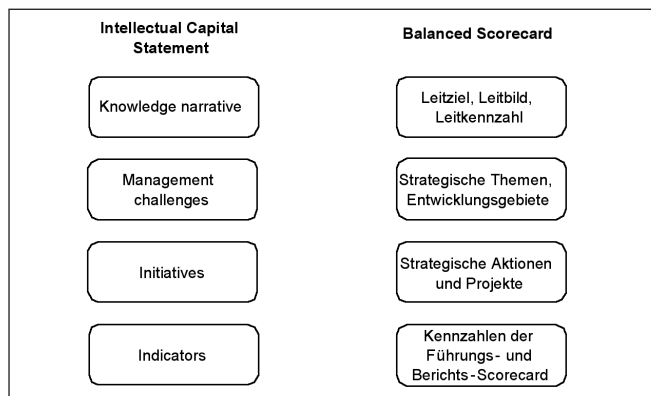 Intellectual Capital
Statement
Balanced Scorecard
Knowledge narrative
Leitziel, Leitbild,
Leitkennzahl
Management
challenges
Strategische Themen,
Entwicklungsgebiete
Initiatives
Strategische Aktionen
und Projekte
Indicators
Kennzahlen der
Führungs- und
Berichts-Scorecard